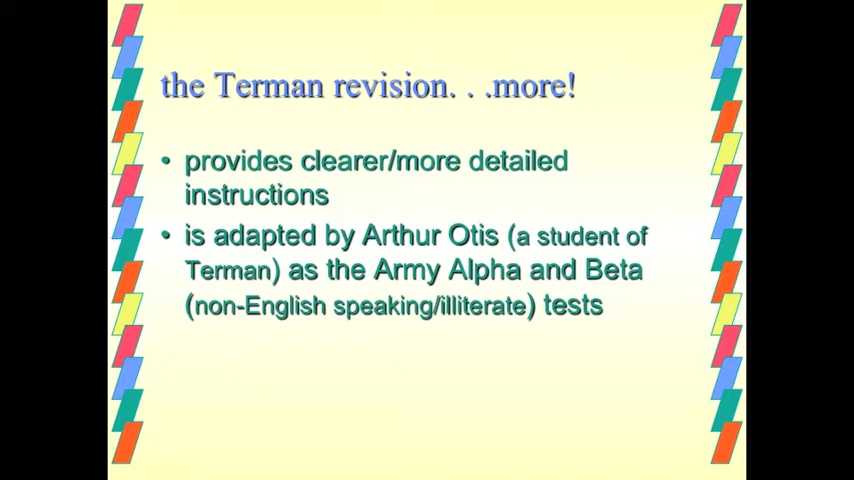 the Terman revision. . .more!
• provides clearer/more detailed
instructions
• is adapted by Arthur Otis (a student of
Terman) as the Army Alpha and Beta
(non-English speaking/illiterate) tests